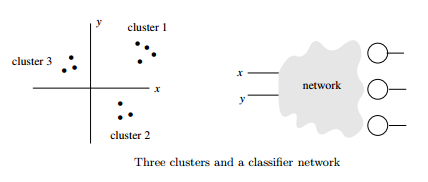 y
cluster 1
cluster 3
x
cluster 2
x
y
network
Three clusters and a classifier network